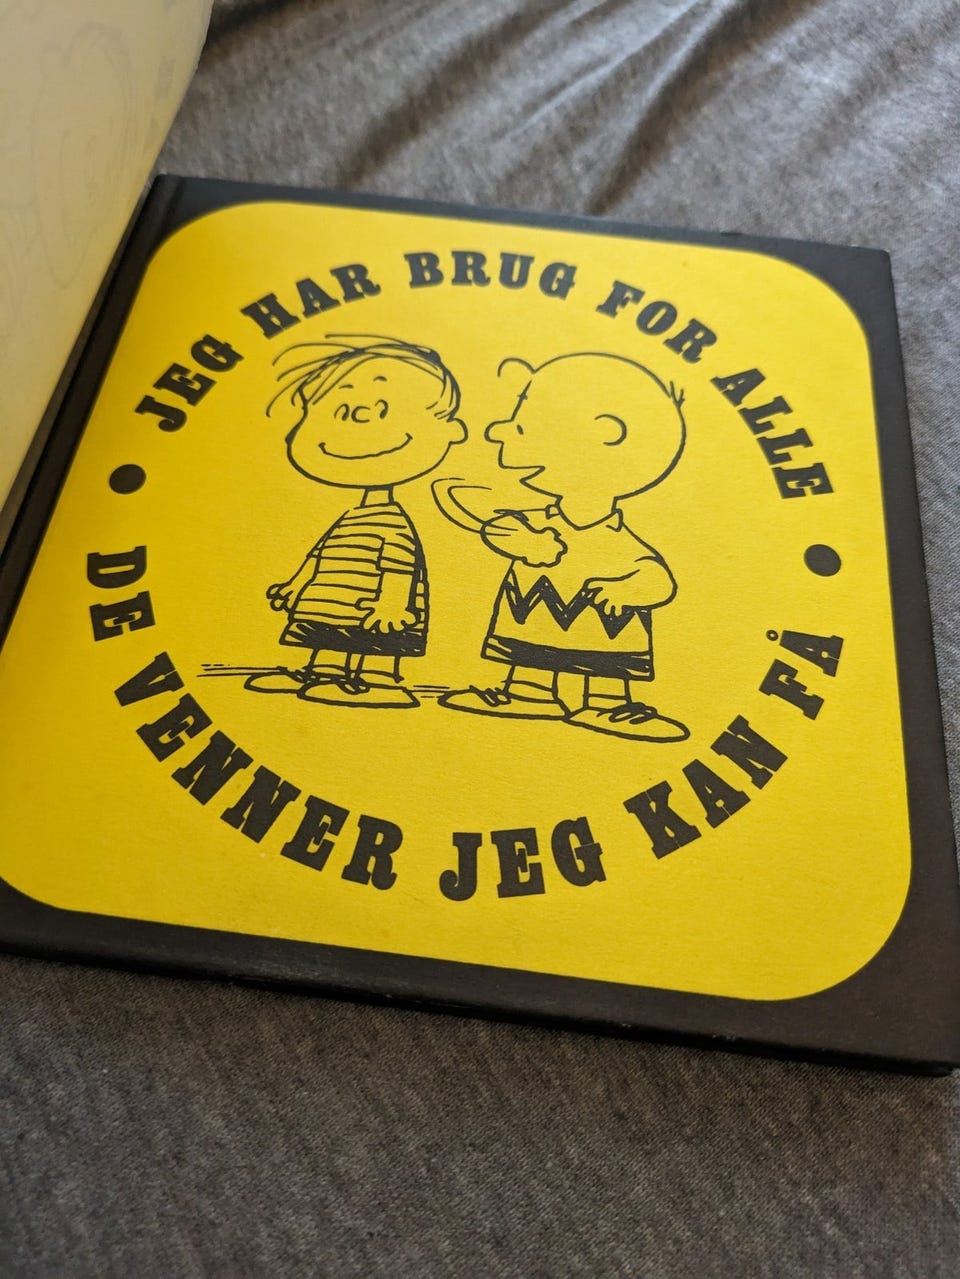 JEG HAR BRUG FOR ALLE
DE VENNER JEG KAN FÅ